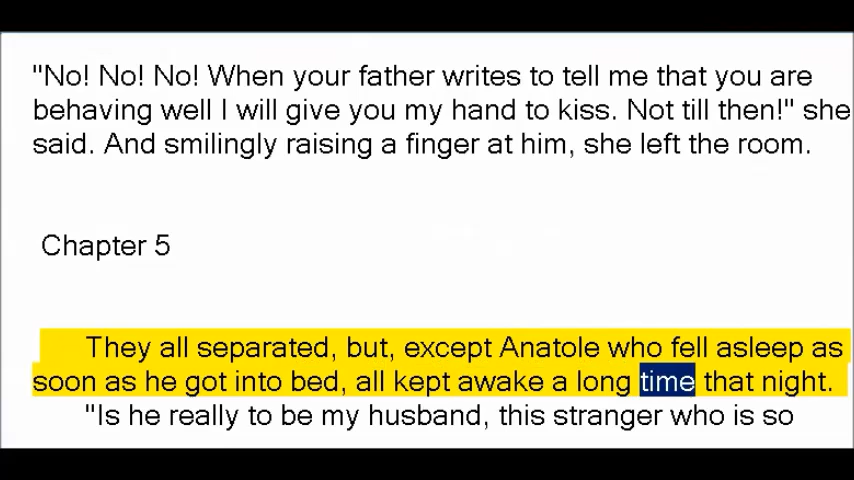 "No! No! No! When your father writes to tell me that you are
behaving well I will give you my hand to kiss. Not till then!" she
said. And smilingly raising a finger at him, she left the room.
Chapter 5
They all separated, but, except Anatole who fell asleep as
soon as he got into bed, all kept awake a long time that night.
"Is he really to be my husband, this stranger who is so